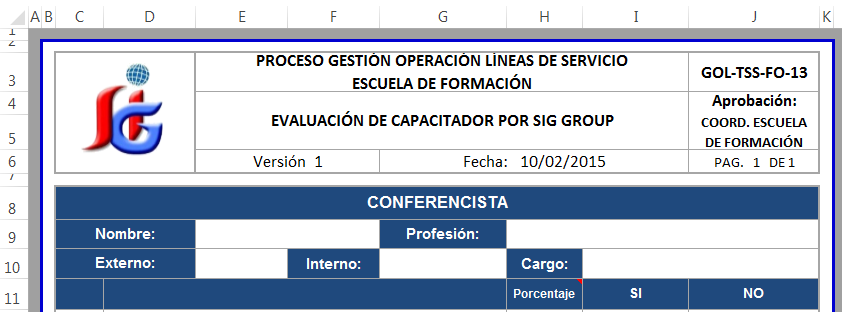 A B C D E F G H I J K
1
2
3
4
5
6
7
8
9
10
11
SIG
PROCESO GESTIÓN OPERACIÓN LÍNEAS DE SERVICIO
ESCUELA DE FORMACIÓN
GOL-TSS-FO-13
EVALUACIÓN DE CAPACITADOR POR SIG GROUP
Aprobación:
COORD. ESCUELA
DE FORMACIÓN
Versión 1
Fecha: 10/02/2015
PAG. 1 DE 1
CONFERENCISTA
Nombre:
Profesión:
Externo:
Interno:
Cargo:
Porcentaje
SI
NO